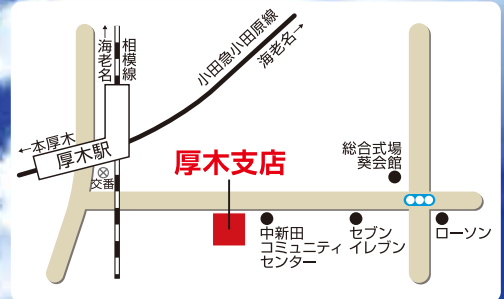 ↑海老名
相模線
小田急小田原線
海老名→
←本厚木
厚木駅
交番
厚木支店
総合式場
葵会館
中新田
コミュニティ
センター
セブン
イレブン
ローソン